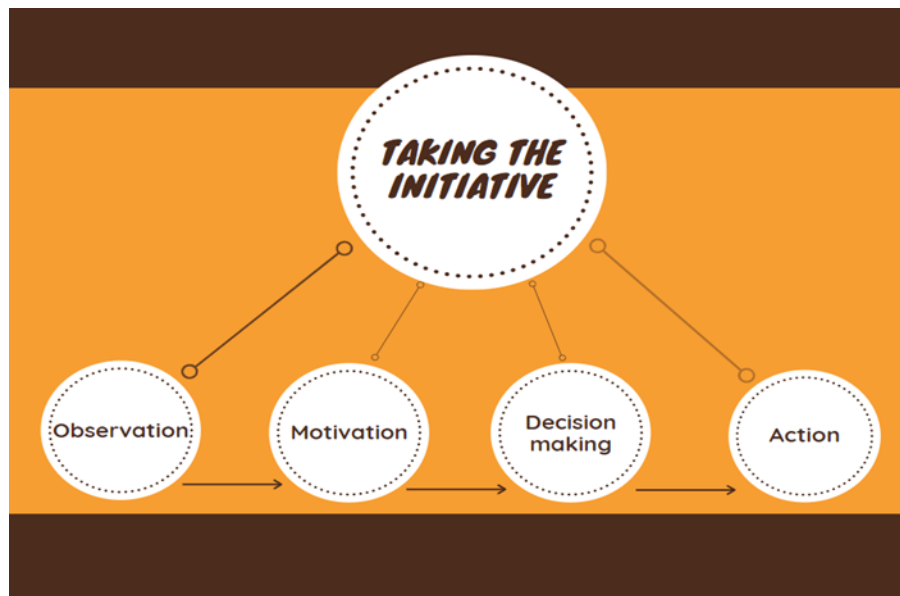 TAKING THE
INITIATIVE
Observation
Motivation
Decision
making
Action